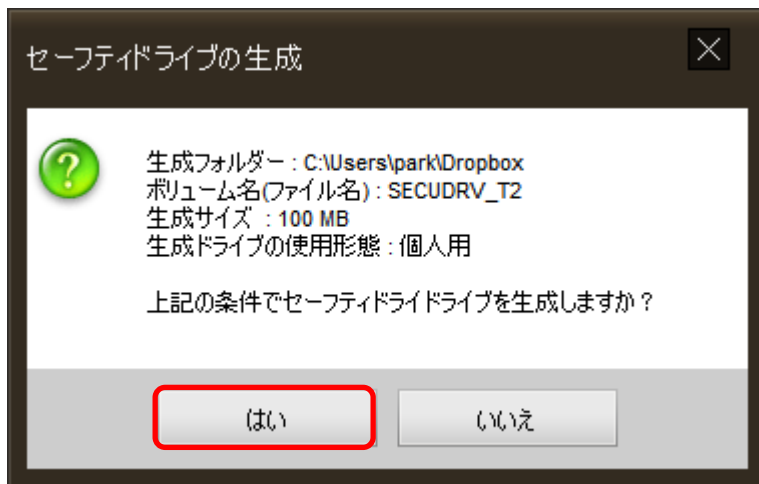 セーフティドライブの生成
生成フォルダー : C:\Users\park\Dropbox
ボリューム名(ファイル名) : SECUDRV_T2
生成サイズ : 100 MB
生成ドライブの使用形態 : 個人用
上記の条件でセーフティドライドライブを生成しますか？
はい
いいえ